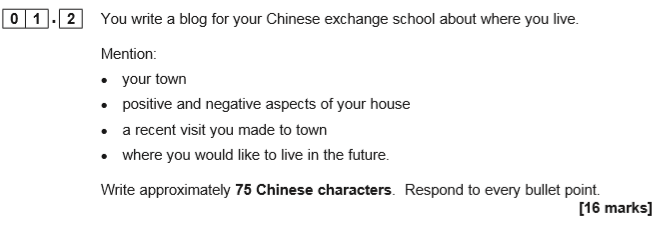 0 1 . 2 You write a blog for your Chinese exchange school about where you live.
Mention:
• your town
• positive and negative aspects of your house
• a recent visit you made to town
• where you would like to live in the future.
Write approximately 75 Chinese characters. Respond to every bullet point.
[16 marks]